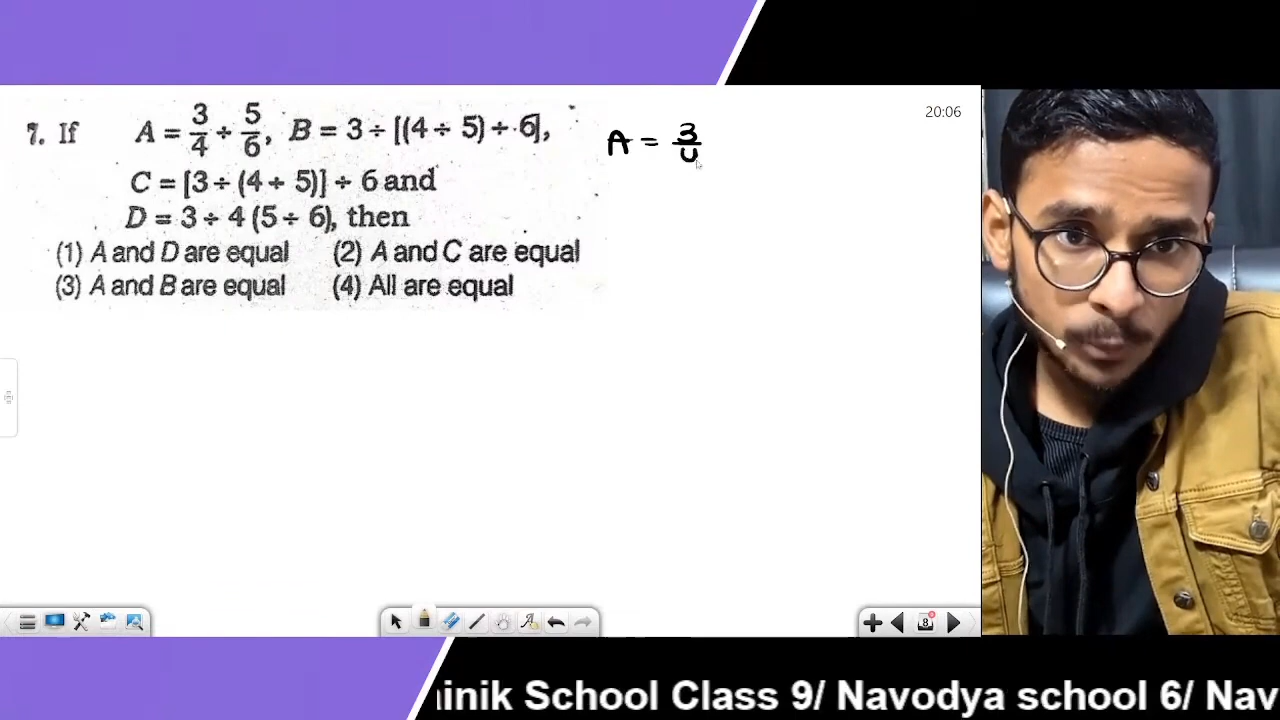 20:06
7. If A = 3/4 ÷ 5/6, B = 3 ÷ [(4 ÷ 5) ÷ 6],
A = 3/4
C = [3 ÷ (4 ÷ 5)] ÷ 6 and
D = 3 ÷ 4 (5 ÷ 6), then
(1) A and D are equal (2) A and C are equal
(3) A and B are equal (4) All are equal
8
inik School Class 9/ Navodya school 6/ Nav